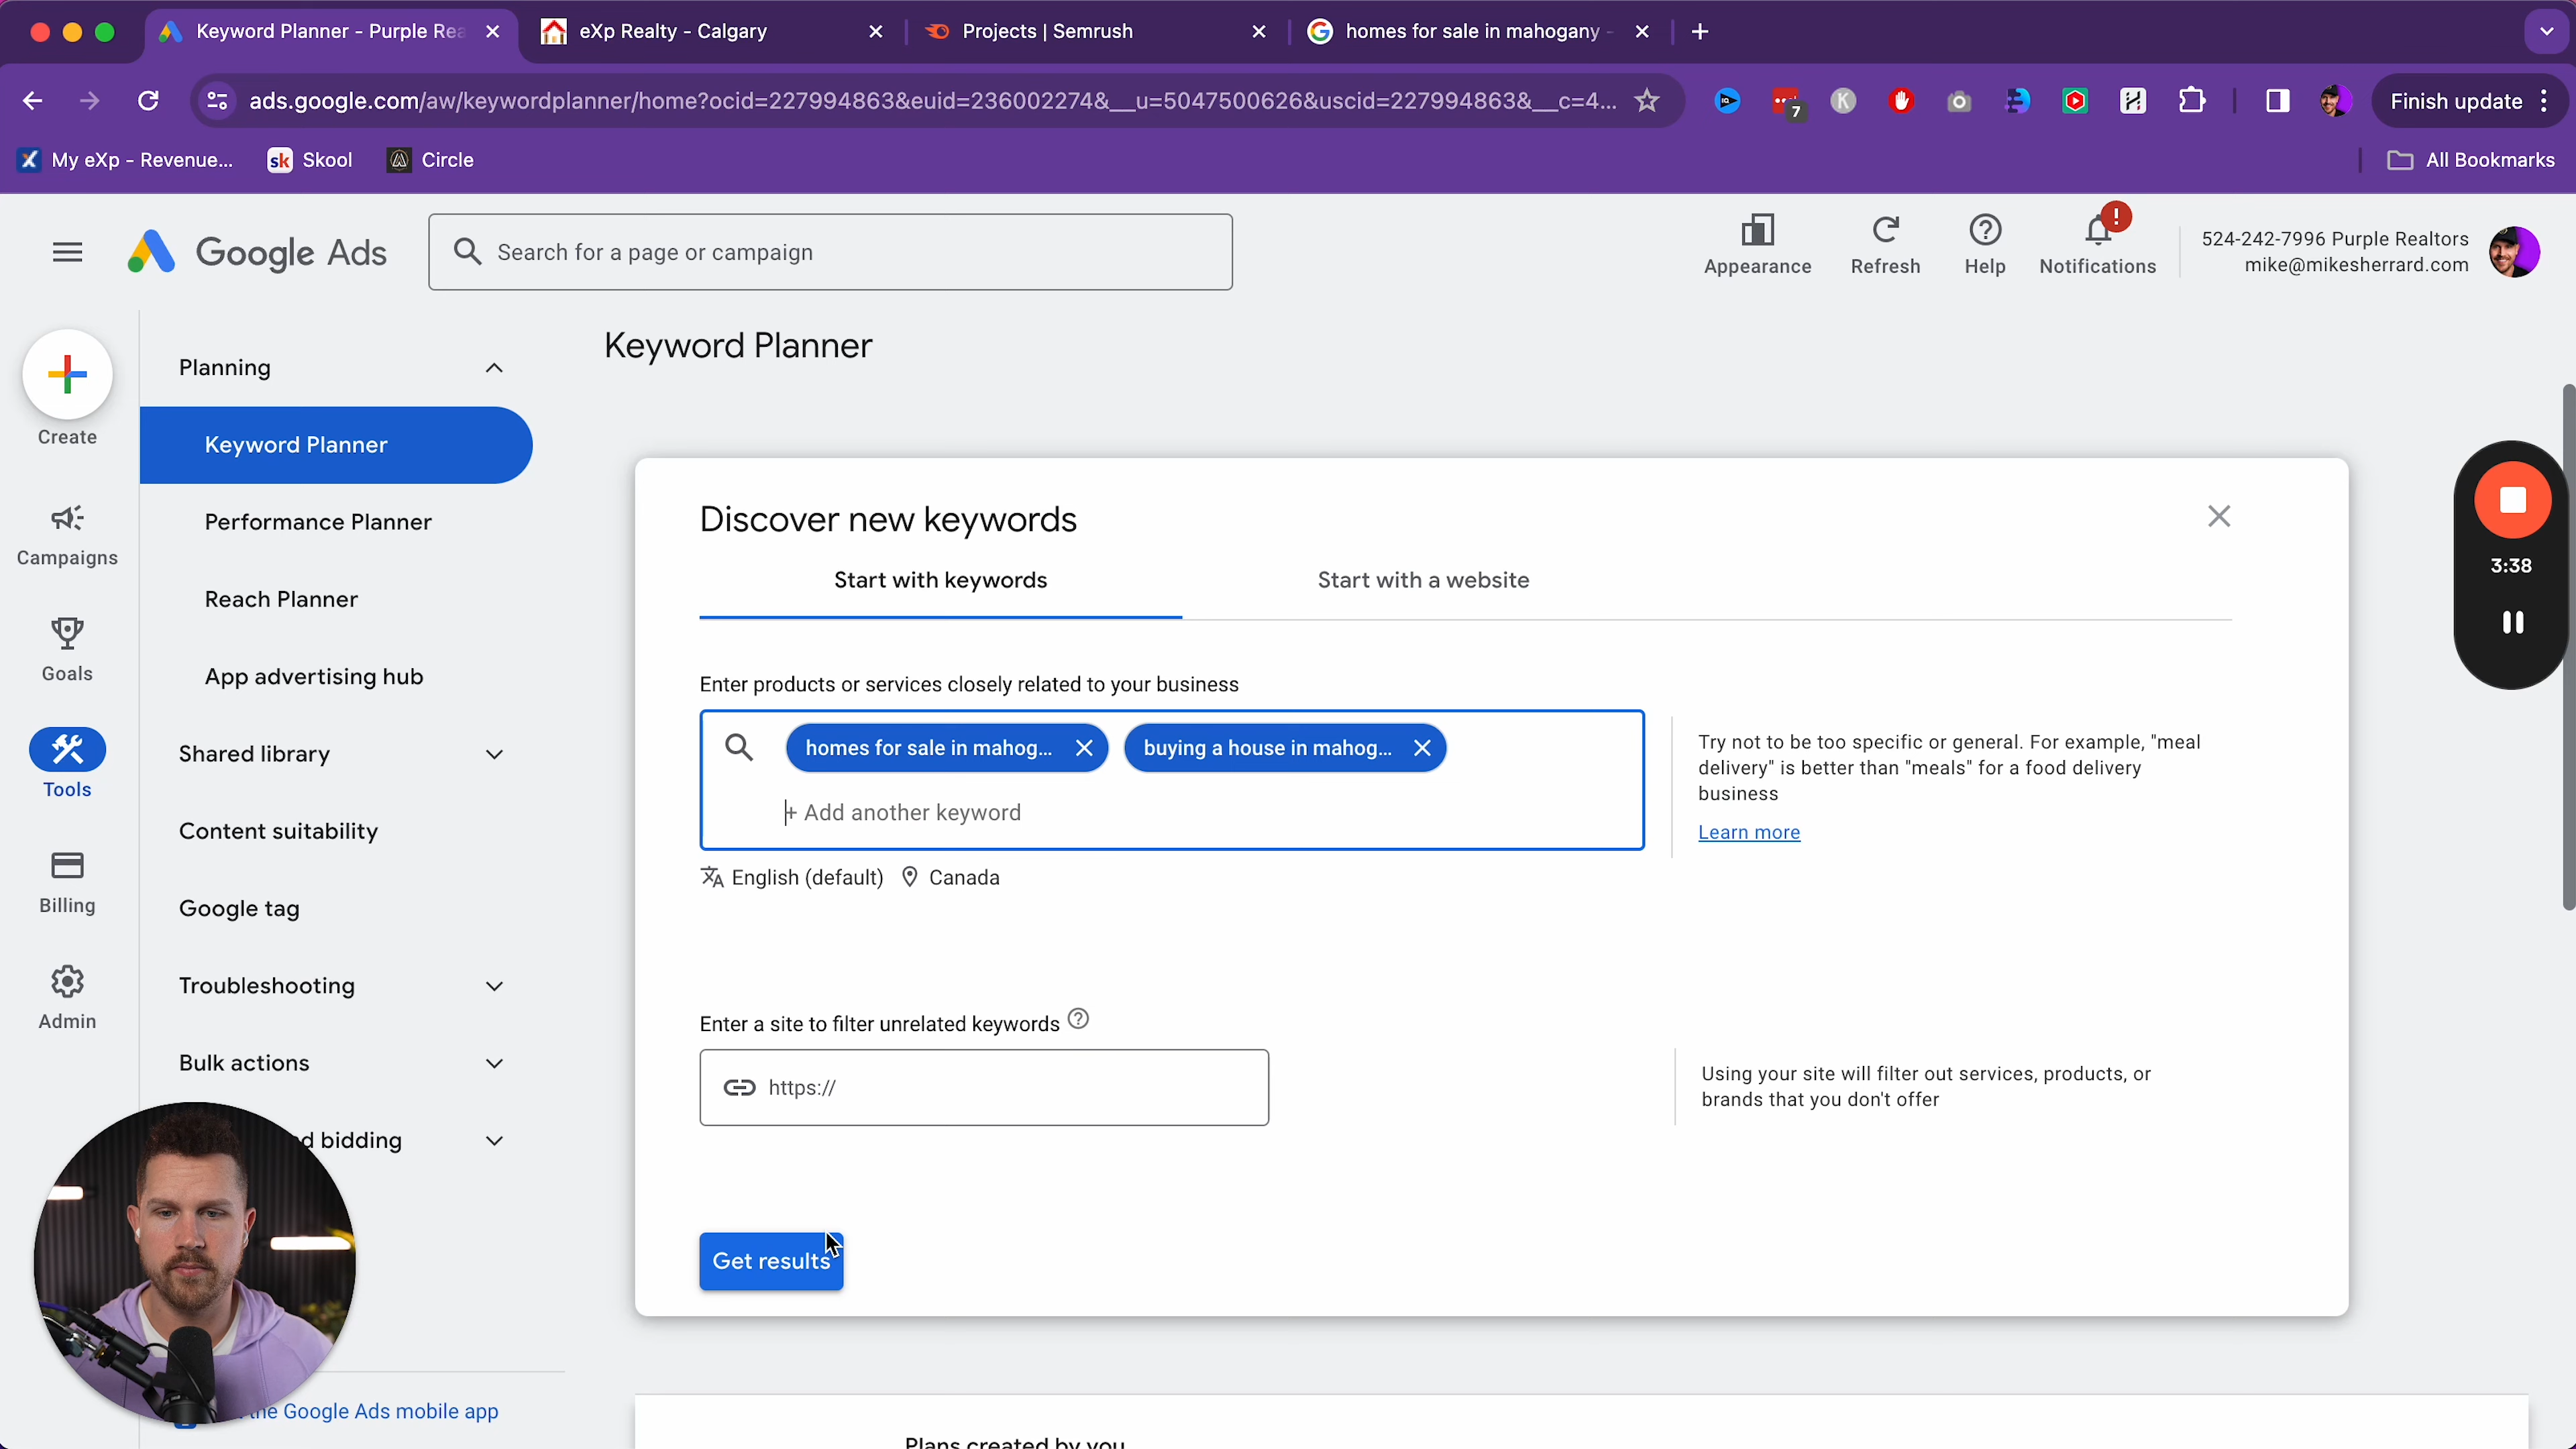 Keyword Planner - Purple Rea
eXp Realty - Calgary
Projects | Semrush
homes for sale in mahogany -
ads.google.com/aw/keywordplanner/home?ocid=227994863&euid=236002274&__u=5047500626&uscid=227994863&__c=4...
7
Finish update
My eXp - Revenue...
sk Skool
Circle
All Bookmarks
Google Ads
Search for a page or campaign
Appearance
Refresh
Help
Notifications
524-242-7996 Purple Realtors
mike@mikesherrard.com
Create
Campaigns
Goals
Tools
Billing
Admin
Planning
Keyword Planner
Performance Planner
Reach Planner
App advertising hub
Shared library
Content suitability
Google tag
Troubleshooting
Bulk actions
d bidding
the Google Ads mobile app
Keyword Planner
Discover new keywords
Start with keywords
Start with a website
Enter products or services closely related to your business
homes for sale in mahog...
buying a house in mahog...
+ Add another keyword
Try not to be too specific or general. For example, "meal
delivery" is better than "meals" for a food delivery
business
Learn more
English (default)
Canada
Enter a site to filter unrelated keywords
https://
Using your site will filter out services, products, or
brands that you don't offer
Get results
Plans created by you
3:38